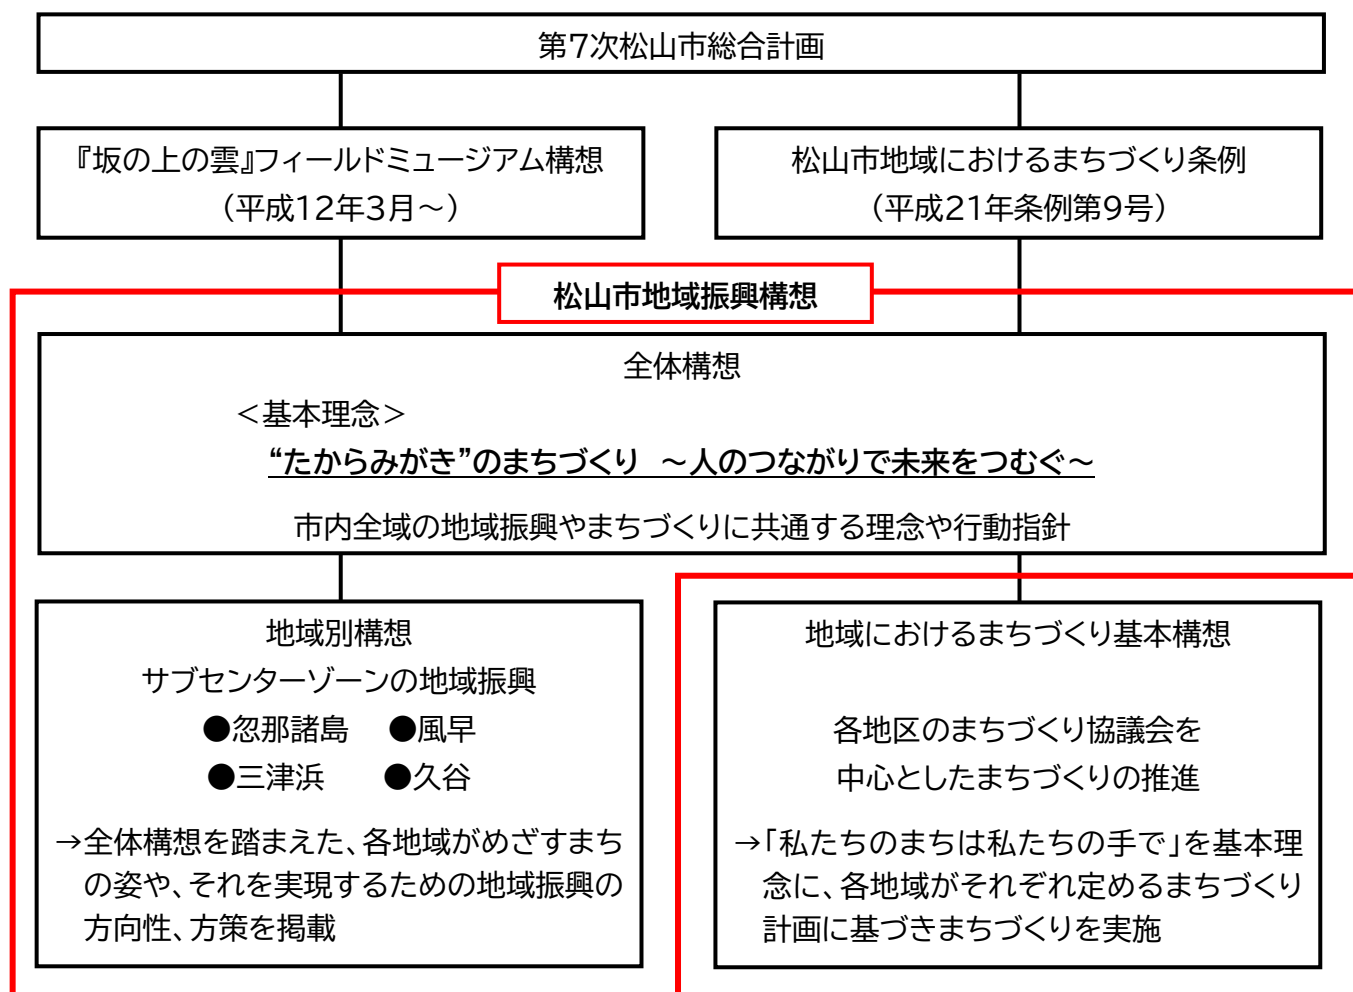 第7次松山市総合計画
『坂の上の雲』フィールドミュージアム構想
（平成12年3月～）
松山市地域におけるまちづくり条例
（平成21年条例第9号）
松山市地域振興構想
全体構想
＜基本理念＞
“たからみがき”のまちづくり　～人のつながりで未来をつむぐ～
市内全域の地域振興やまちづくりに共通する理念や行動指針
地域別構想
サブセンターゾーンの地域振興
●忽那諸島　●風早
●三津浜　●久谷
→全体構想を踏まえた、各地域がめざすまち
の姿や、それを実現するための地域振興の
方向性、方策を掲載
地域におけるまちづくり基本構想
各地区のまちづくり協議会を
中心としたまちづくりの推進
→「私たちのまちは私たちの手で」を基本理
念に、各地域がそれぞれ定めるまちづくり
計画に基づきまちづくりを実施